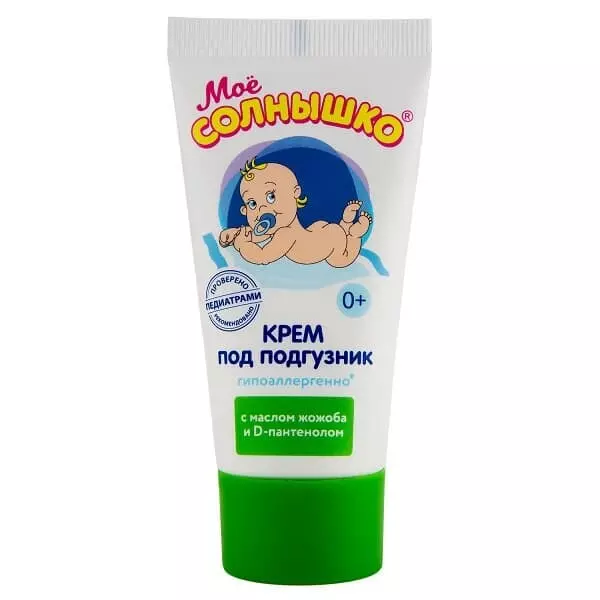 Моё
СОЛНЫШКО®
ПРОВЕРЕНО
ПЕДИАТРАМИ
РЕКОМЕНДОВАНО
0+
КРЕМ
ПОД ПОДГУЗНИК
гипоаллергенно*
с маслом жожоба
и D-пантенолом